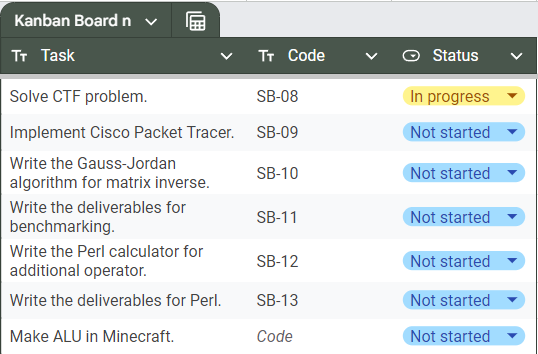 Kanban Board n
Task Code Status
Solve CTF problem. SB-08 In progress
Implement Cisco Packet Tracer. SB-09 Not started
Write the Gauss-Jordan
algorithm for matrix inverse. SB-10 Not started
Write the deliverables for
benchmarking. SB-11 Not started
Write the Perl calculator for
additional operator. SB-12 Not started
Write the deliverables for Perl. SB-13 Not started
Make ALU in Minecraft. Code Not started